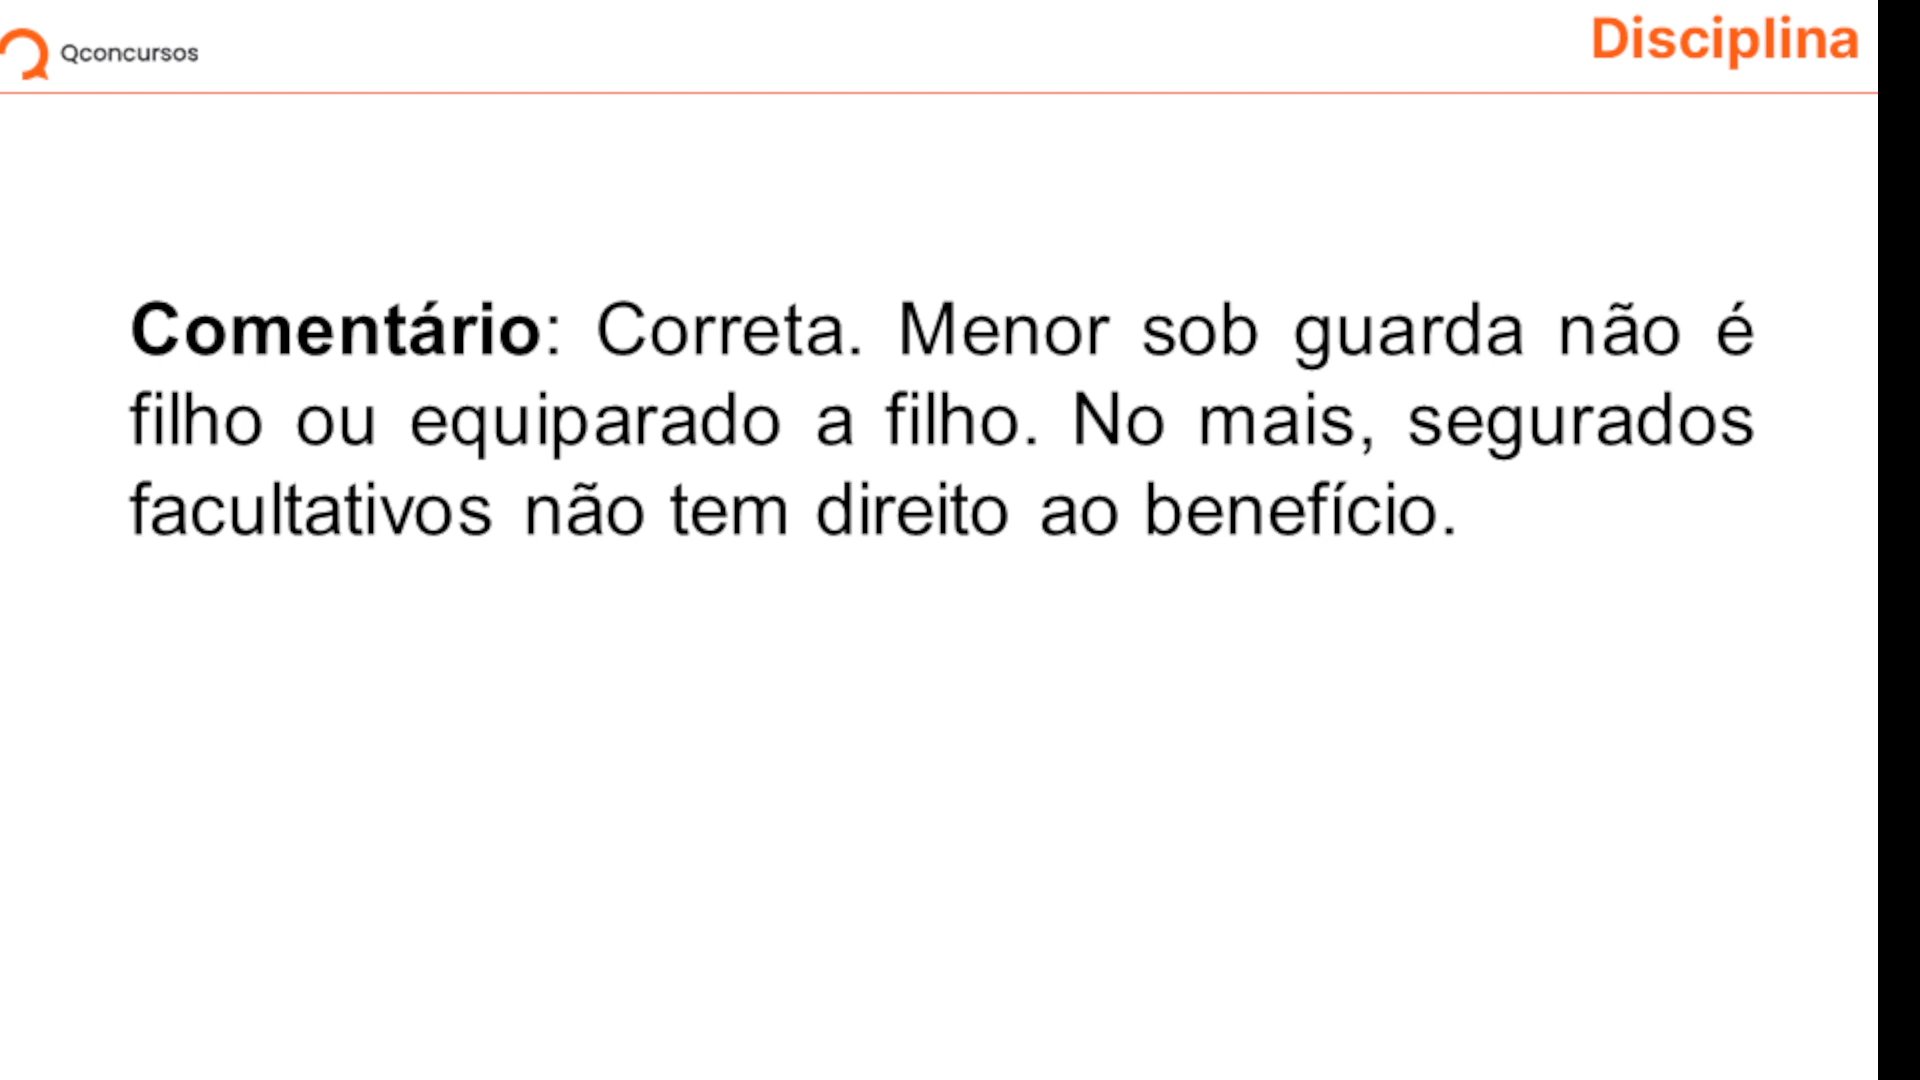 Qconcursos
Disciplina
Comentário: Correta. Menor sob guarda não é
filho ou equiparado a filho. No mais, segurados
facultativos não tem direito ao benefício.